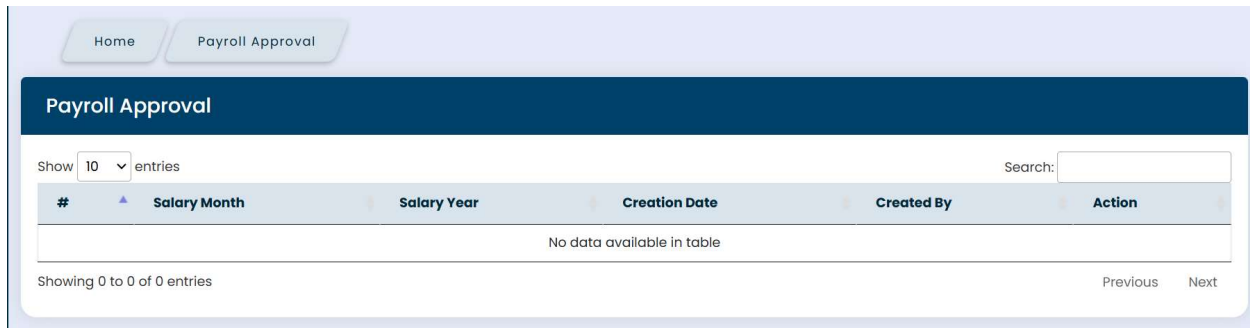 Home Payroll Approval
Payroll Approval
Show 10 entries Search:
# Salary Month Salary Year Creation Date Created By Action
No data available in table
Showing 0 to 0 of 0 entries Previous Next